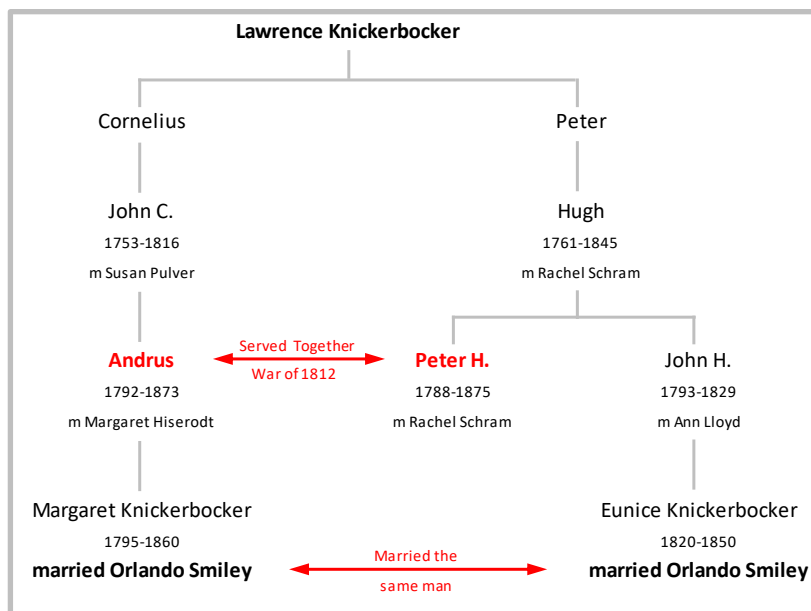 Lawrence Knickerbocker
Cornelius
Peter
John C.
1753-1816
m Susan Pulver
Hugh
1761-1845
m Rachel Schram
Andrus
1792-1873
m Margaret Hiserodt
Served Together
War of 1812
Peter H.
1788-1875
m Rachel Schram
John H.
1793-1829
m Ann Lloyd
Margaret Knickerbocker
1795-1860
married Orlando Smiley
Married the
same man
Eunice Knickerbocker
1820-1850
married Orlando Smiley